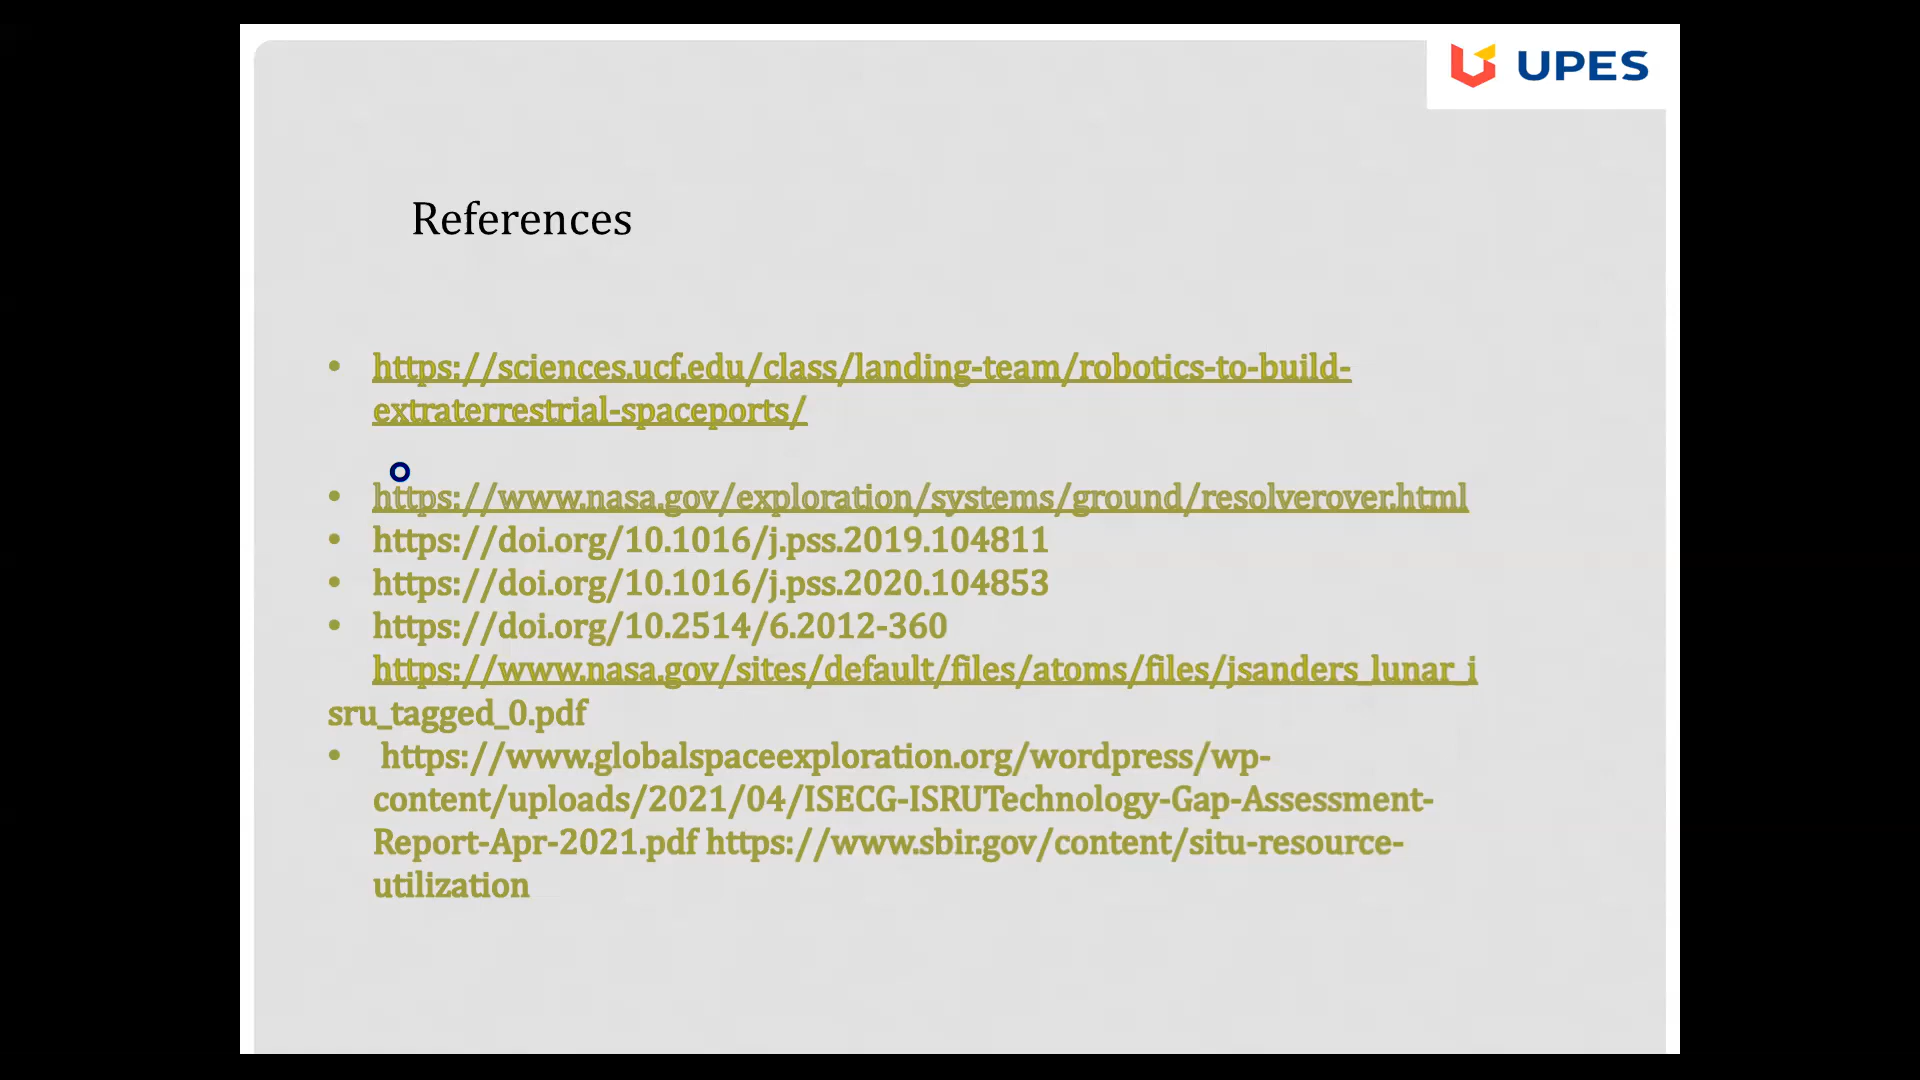 UPES
References
• https://sciences.ucf.edu/class/landing-team/robotics-to-build-
extraterrestrial-spaceports/
• https://www.nasa.gov/exploration/systems/ground/resolverover.html
• https://doi.org/10.1016/j.pss.2019.104811
• https://doi.org/10.1016/j.pss.2020.104853
• https://doi.org/10.2514/6.2012-360
https://www.nasa.gov/sites/default/files/atoms/files/jsanders_lunar_i
sru_tagged_0.pdf
• https://www.globalspaceexploration.org/wordpress/wp-
content/uploads/2021/04/ISECG-ISRUTechnology-Gap-Assessment-
Report-Apr-2021.pdf https://www.sbir.gov/content/situ-resource-
utilization